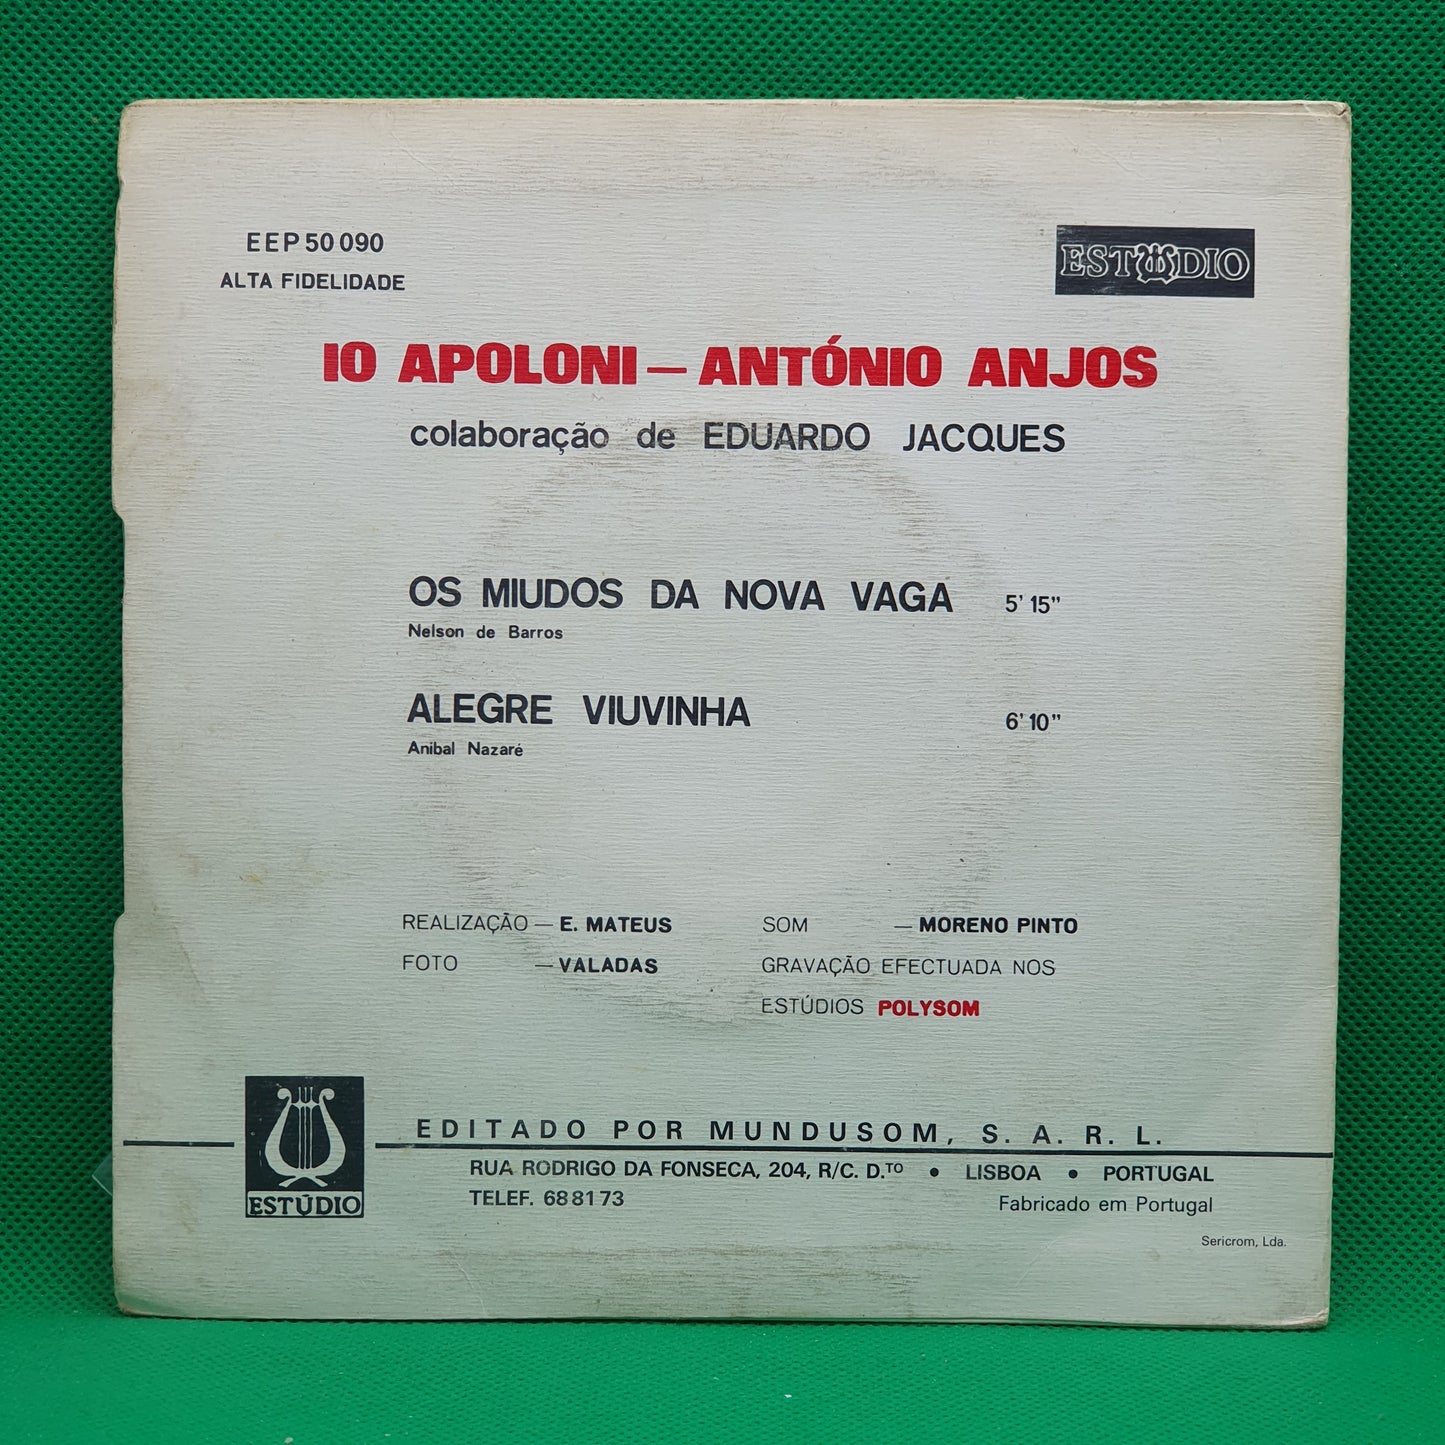 EEP 50 090
ALTA FIDELIDADE
ESTÚDIO
IO APOLONI — ANTÓNIO ANJOS
colaboração de EDUARDO JACQUES
OS MIUDOS DA NOVA VAGA 5' 15"
Nelson de Barros
ALEGRE VIUVINHA 6' 10"
Anibal Nazaré
REALIZAÇÃO — E. MATEUS
FOTO — VALADAS
SOM — MORENO PINTO
GRAVAÇÃO EFECTUADA NOS
ESTÚDIOS POLYSOM
ESTÚDIO
EDITADO POR MUNDUSOM, S. A. R. L.
RUA RODRIGO DA FONSECA, 204, R/C. D.TO • LISBOA • PORTUGAL
TELEF. 68 81 73
Fabricado em Portugal
Sericrom, Lda.